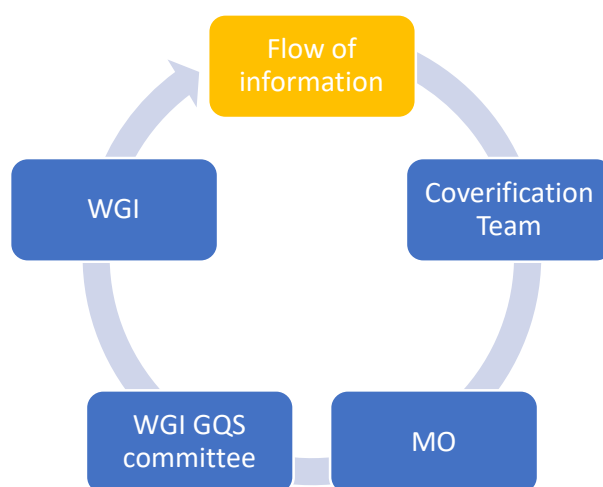 Flow of
information
Coverification
Team
MO
WGI GQS
committee
WGI